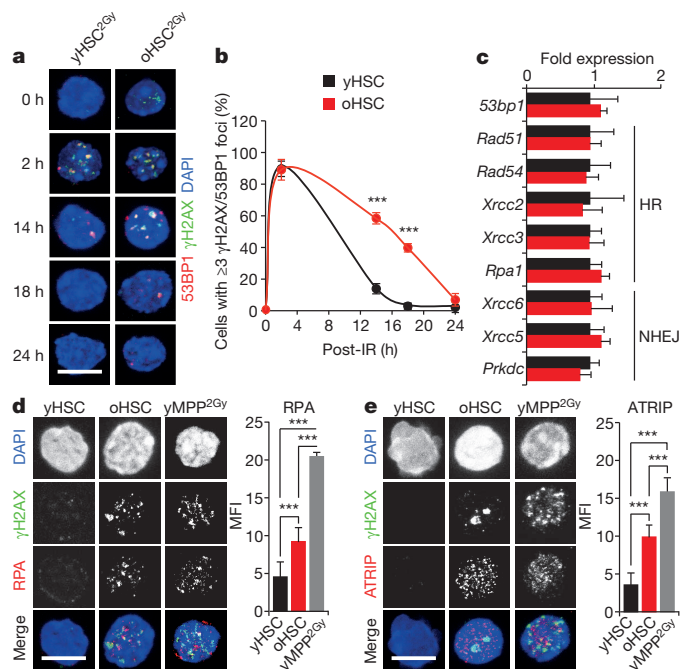 a
yHSC2Gy
oHSC2Gy
0 h
2 h
14 h
18 h
24 h
53BP1 γH2AX DAPI
b
yHSC
oHSC
Cells with ≥3 γH2AX/53BP1 foci (%)
120
100
80
60
40
20
0
***
***
0 4 8 12 16 20 24
Post-IR (h)
c
Fold expression
0 1 2
53bp1
Rad51
Rad54
Xrcc2
Xrcc3
Rpa1
Xrcc6
Xrcc5
Prkdc
HR
NHEJ
d
yHSC oHSC yMPP2Gy
DAPI
γH2AX
RPA
Merge
RPA
MFI
25
20
15
10
5
0
***
***
***
yHSC
oHSC
yMPP2Gy
e
yHSC oHSC yMPP2Gy
DAPI
γH2AX
ATRIP
Merge
ATRIP
MFI
25
20
15
10
5
0
***
***
***
yHSC
oHSC
yMPP2Gy